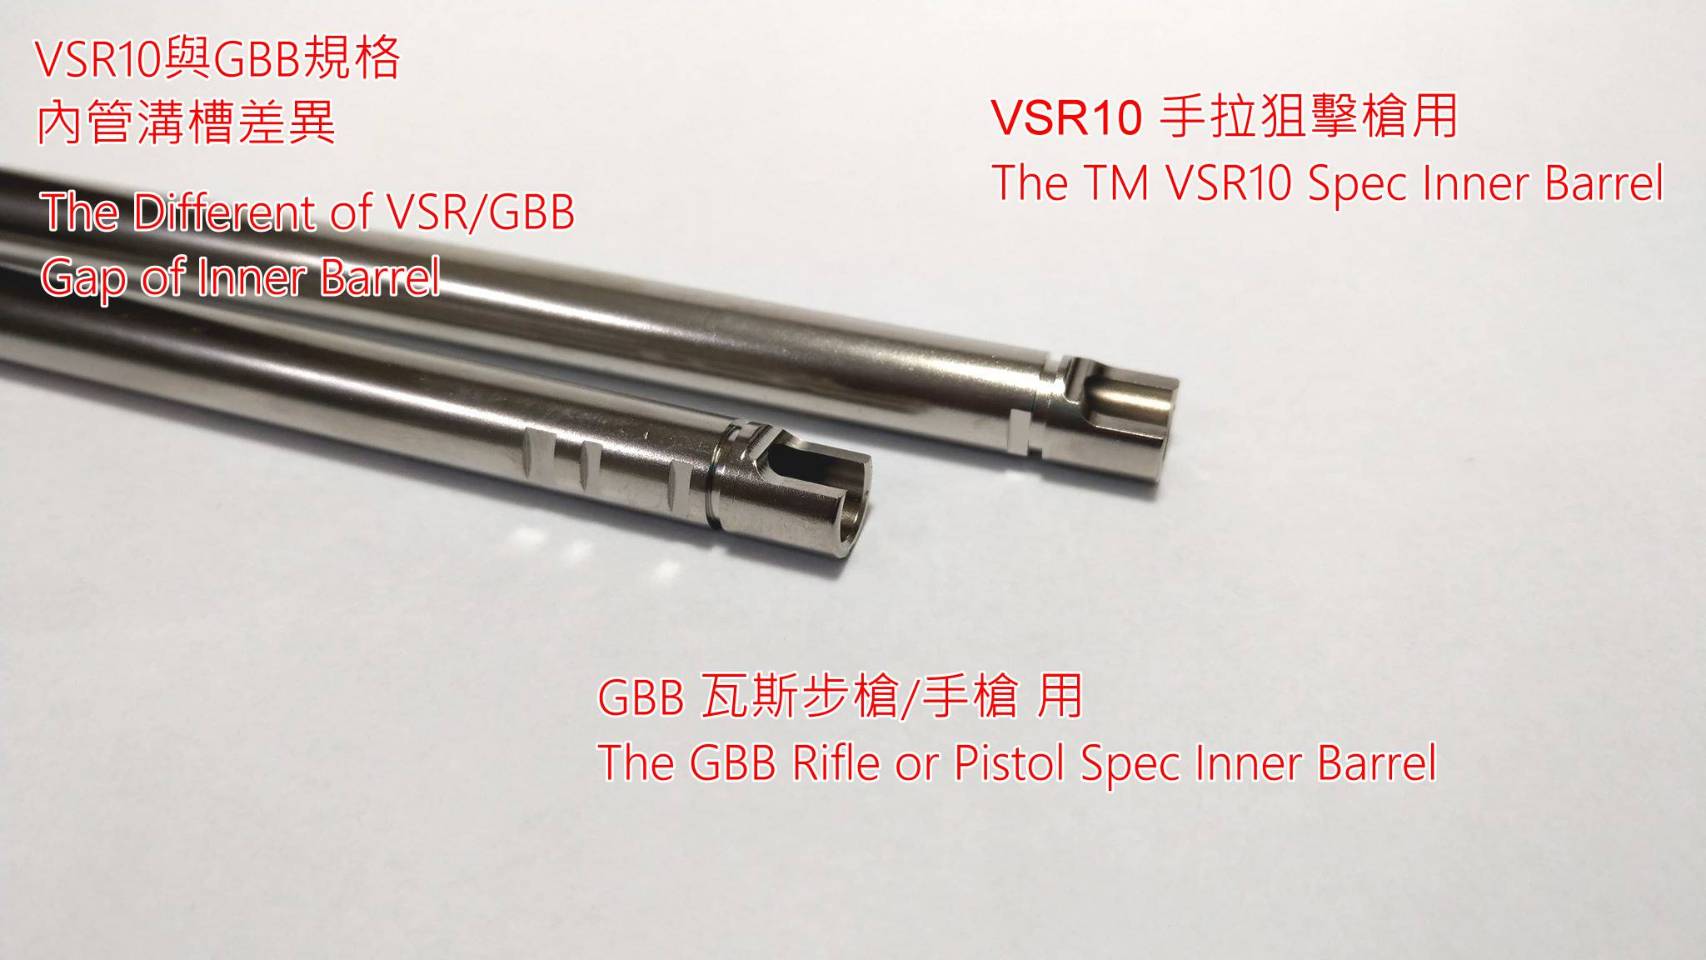 VSR10與GBB規格
內管溝槽差異
The Different of VSR/GBB
Gap of Inner Barrel
VSR10 手拉狙擊槍用
The TM VSR10 Spec Inner Barrel
GBB 瓦斯步槍/手槍 用
The GBB Rifle or Pistol Spec Inner Barrel